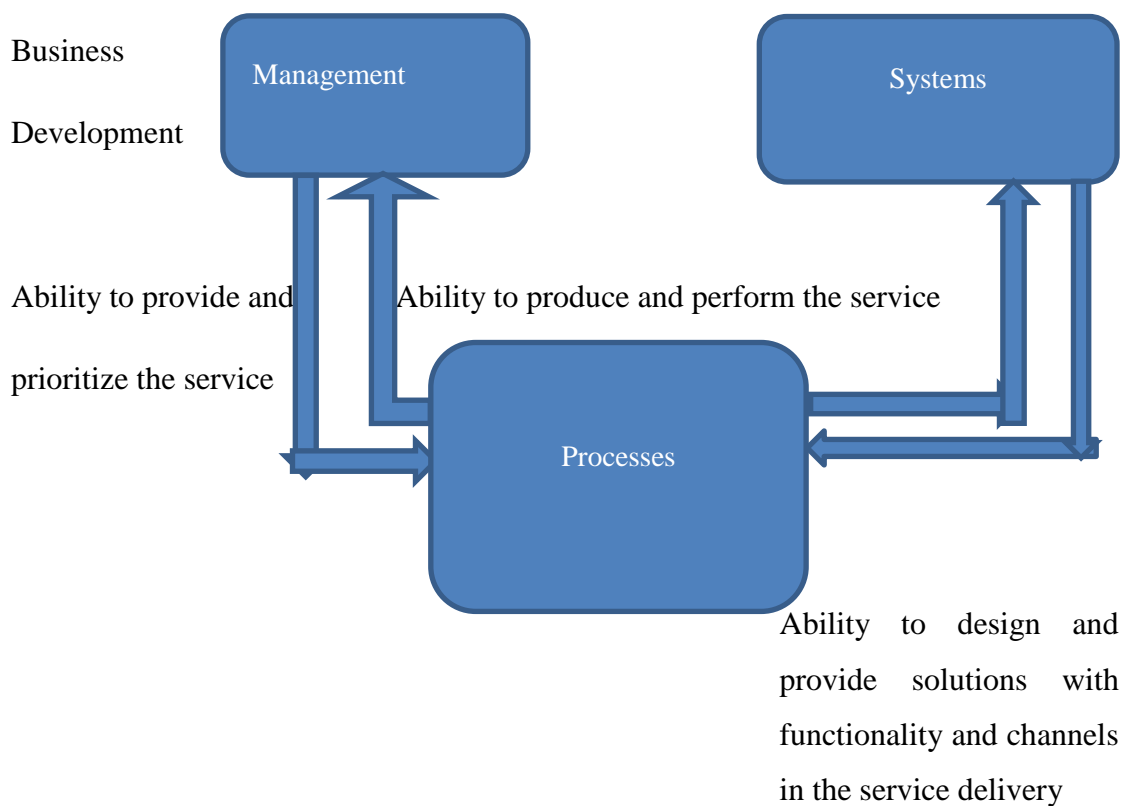 Business
Development
Management
Systems
Ability to provide and
prioritize the service
Ability to produce and perform the service
Processes
Ability to design and
provide solutions with
functionality and channels
in the service delivery